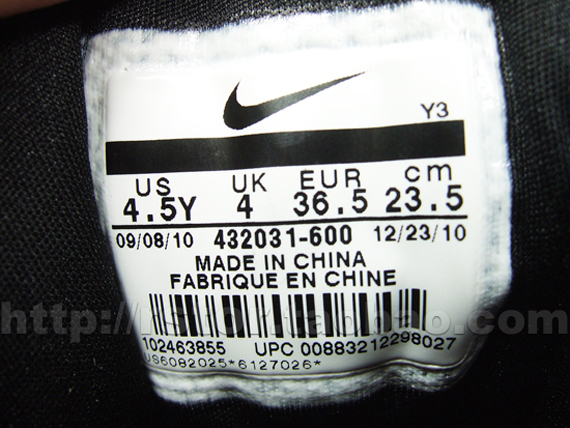 Y3
US UK EUR cm
4.5Y 4 36.5 23.5
09/08/10 432031-600 12/23/10
MADE IN CHINA
FABRIQUE EN CHINE
102463855 UPC 00883212298027
US6082025*6127026*